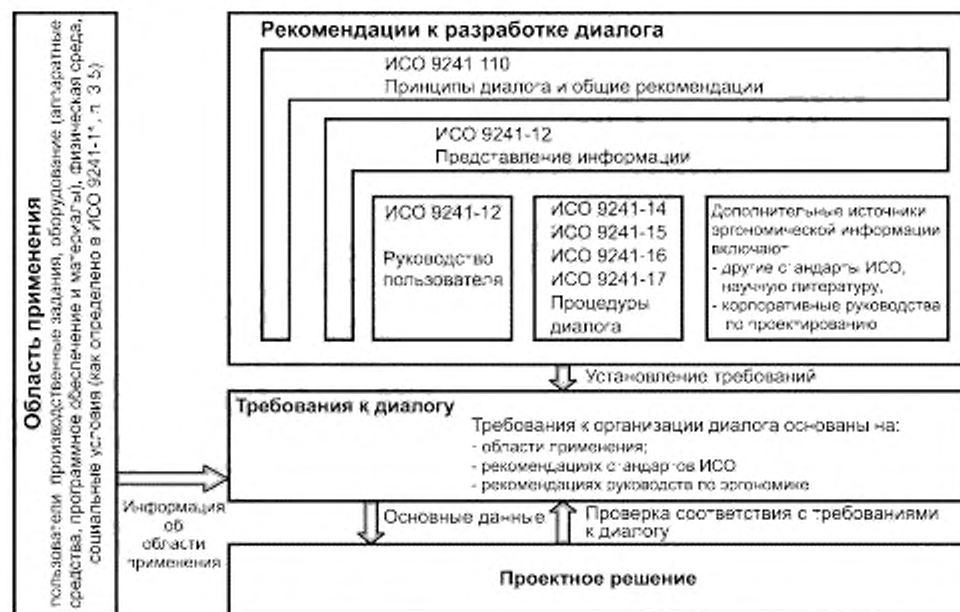 Область применения
пользователи производственные задания, оборудование (аппаратные
средства, программное обеспечение и материалы), физическая среда,
социальные условия (как определено в ИСО 9241-11, п. 3 5)
Рекомендации к разработке диалога
ИСО 9241 110
Принципы диалога и общие рекомендации
ИСО 9241-12
Представление информации
ИСО 9241-12
Руководство
пользователя
ИСО 9241-14
ИСО 9241-15
ИСО 9241-16
ИСО 9241-17
Процедуры
диалога
Дополнительные источники
эргономической информации
включают
- другие стандарты ИСО,
научную литературу,
- корпоративные руководства
по проектированию
Установление требований
Требования к диалогу
Требования к организации диалога основаны на:
- области применения;
- рекомендациях стандартов ИСО
- рекомендациях руководств по эргономике
Информация
об
области
применения
Основные данные
Проверка соответствия с требованиями
к диалогу
Проектное решение